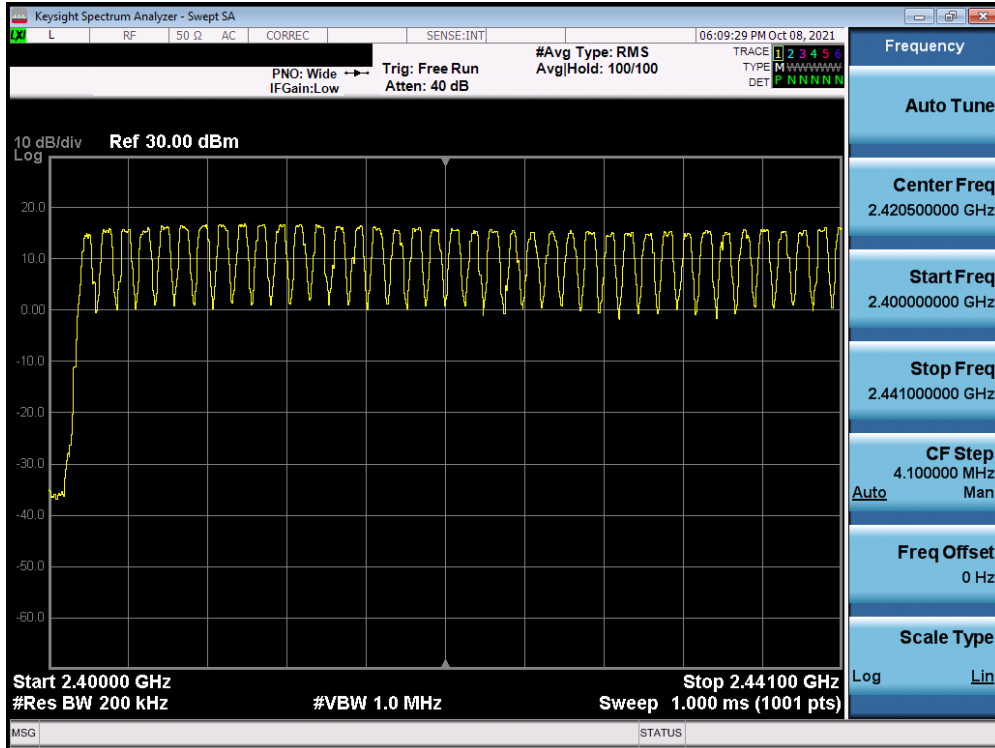 Keysight Spectrum Analyzer - Swept SA
LXI L RF 50 Ω AC CORREC SENSE:INT 06:09:29 PM Oct 08, 2021
PNO: Wide Trig: Free Run #Avg Type: RMS TRACE 1 2 3 4 5 6
IFGain:Low Atten: 40 dB Avg|Hold: 100/100 TYPE M W W W W W
DET P N N N N N
10 dB/div Ref 30.00 dBm
Log
20.0
10.0
0.00
-10.0
-20.0
-30.0
-40.0
-50.0
-60.0
Start 2.40000 GHz Stop 2.44100 GHz
#Res BW 200 kHz #VBW 1.0 MHz Sweep 1.000 ms (1001 pts)
MSG STATUS
Frequency
Auto Tune
Center Freq
2.420500000 GHz
Start Freq
2.400000000 GHz
Stop Freq
2.441000000 GHz
CF Step
4.100000 MHz
Auto Man
Freq Offset
0 Hz
Scale Type
Log Lin